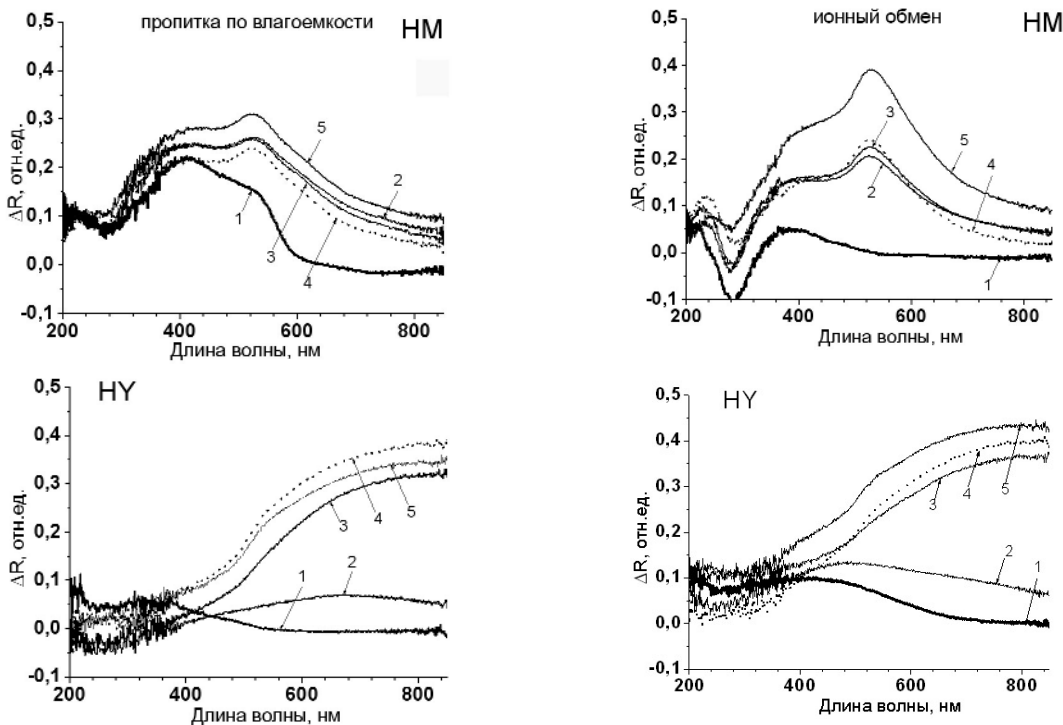 пропитка по влагоемкости
HM
0,5
0,4
0,3
0,2
0,1
0,0
-0,1
ΔR, отн.ед.
5
2
1
3
4
200 400 600 800
Длина волны, нм
ионный обмен
HM
0,5
0,4
0,3
0,2
0,1
0,0
-0,1
ΔR, отн.ед.
3
5
4
2
1
200 400 600 800
Длина волны, нм
HY
0,5
0,4
0,3
0,2
0,1
0,0
-0,1
ΔR, отн.ед.
3
4
5
1
2
200 400 600 800
Длина волны, нм
HY
0,5
0,4
0,3
0,2
0,1
0,0
-0,1
ΔR, отн.ед.
3
4
5
2
1
200 400 600 800
Длина волны, нм